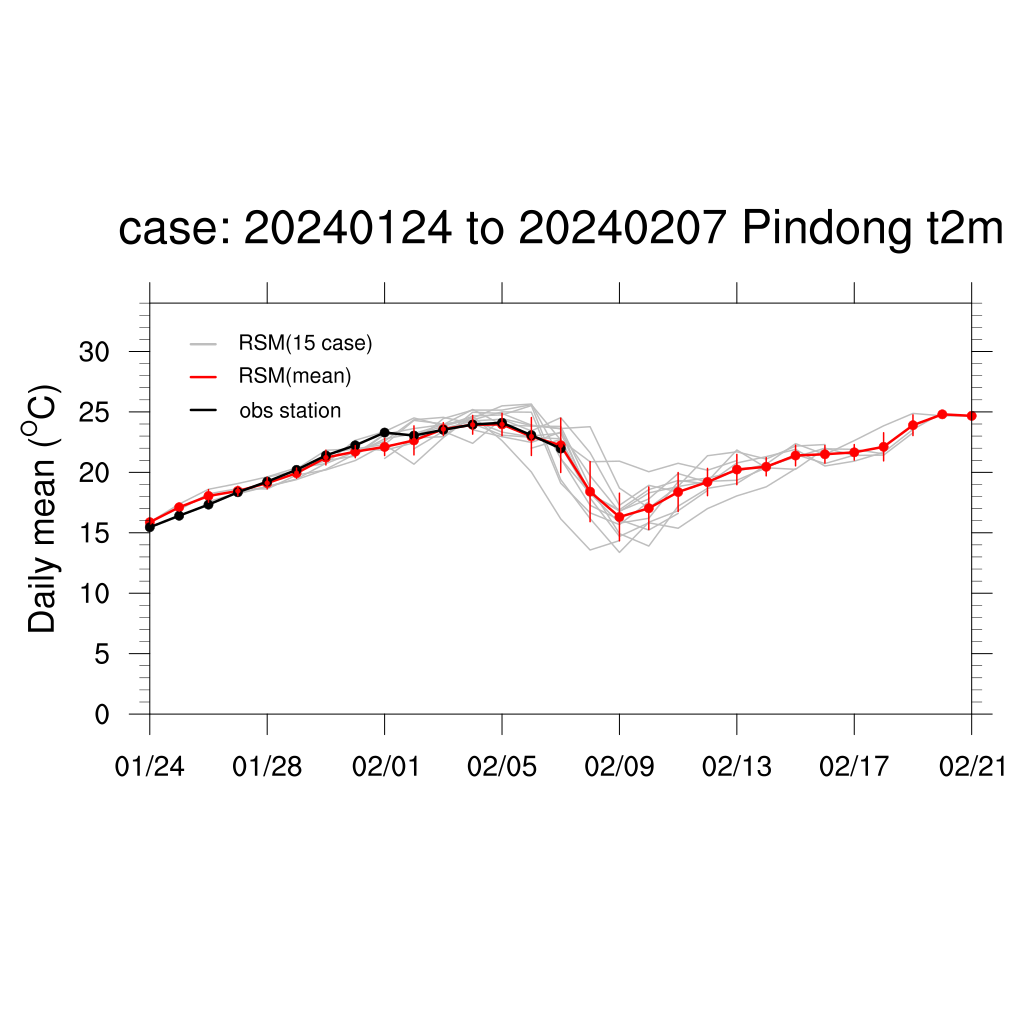 case: 20240124 to 20240207 Pindong t2m
RSM(15 case)
RSM(mean)
obs station
Daily mean (OC)
30
25
20
15
10
5
0
01/24 01/28 02/01 02/05 02/09 02/13 02/17 02/21